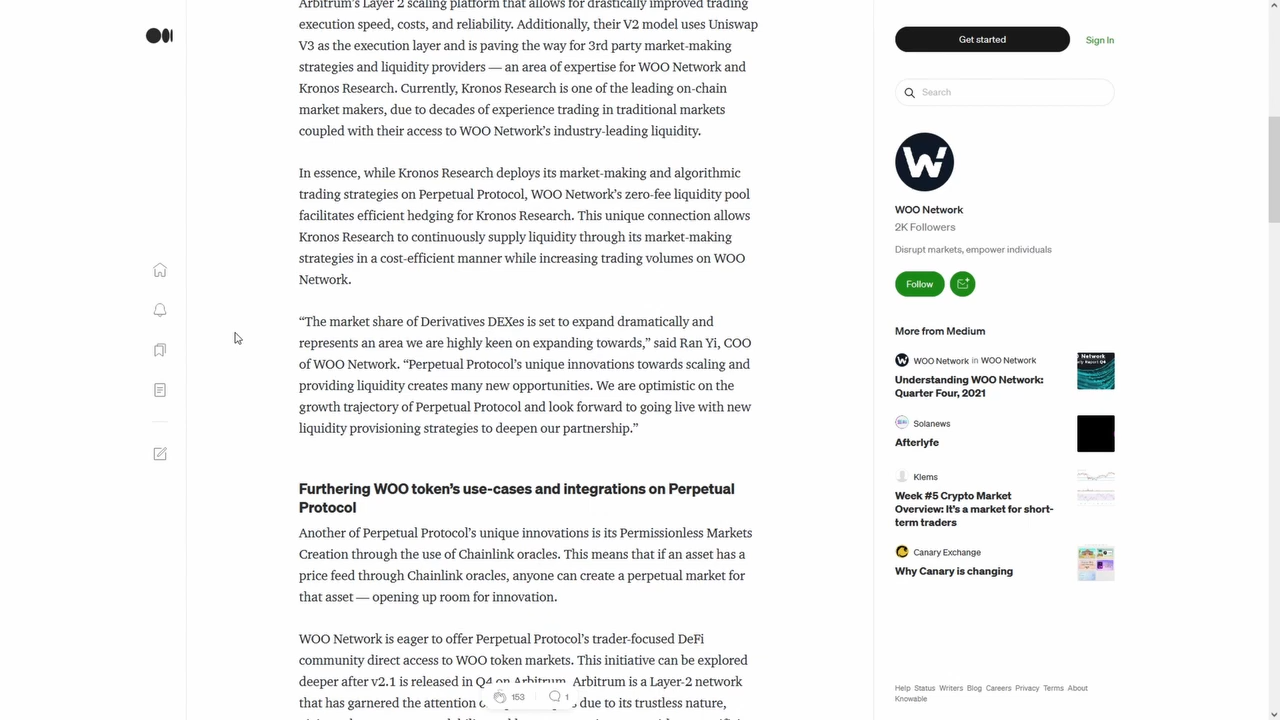 Arbitrum's Layer 2 scaling platform that allows for drastically improved trading
execution speed, costs, and reliability. Additionally, their V2 model uses Uniswap
V3 as the execution layer and is paving the way for 3rd party market-making
strategies and liquidity providers — an area of expertise for WOO Network and
Kronos Research. Currently, Kronos Research is one of the leading on-chain
market makers, due to decades of experience trading in traditional markets
coupled with their access to WOO Network's industry-leading liquidity.
In essence, while Kronos Research deploys its market-making and algorithmic
trading strategies on Perpetual Protocol, WOO Network's zero-fee liquidity pool
facilitates efficient hedging for Kronos Research. This unique connection allows
Kronos Research to continuously supply liquidity through its market-making
strategies in a cost-efficient manner while increasing trading volumes on WOO
Network.
“The market share of Derivatives DEXes is set to expand dramatically and
represents an area we are highly keen on expanding towards,” said Ran Yi, COO
of WOO Network. “Perpetual Protocol's unique innovations towards scaling and
providing liquidity creates many new opportunities. We are optimistic on the
growth trajectory of Perpetual Protocol and look forward to going live with new
liquidity provisioning strategies to deepen our partnership.”
Furthering WOO token's use-cases and integrations on Perpetual
Protocol
Another of Perpetual Protocol's unique innovations is its Permissionless Markets
Creation through the use of Chainlink oracles. This means that if an asset has a
price feed through Chainlink oracles, anyone can create a perpetual market for
that asset — opening up room for innovation.
WOO Network is eager to offer Perpetual Protocol's trader-focused DeFi
community direct access to WOO token markets. This initiative can be explored
deeper after v2.1 is released in Q4 on Arbitrum. Arbitrum is a Layer-2 network
that has garnered the attention due to its trustless nature,
153
1
Get started
Sign In
Search
W
WOO Network
2K Followers
Disrupt markets, empower individuals
Follow
More from Medium
WOO Network in WOO Network
Understanding WOO Network:
Quarter Four, 2021
Solanews
Afterlyfe
Klems
Week #5 Crypto Market
Overview: It's a market for short-
term traders
Canary Exchange
Why Canary is changing
Help Status Writers Blog Careers Privacy Terms About
Knowable